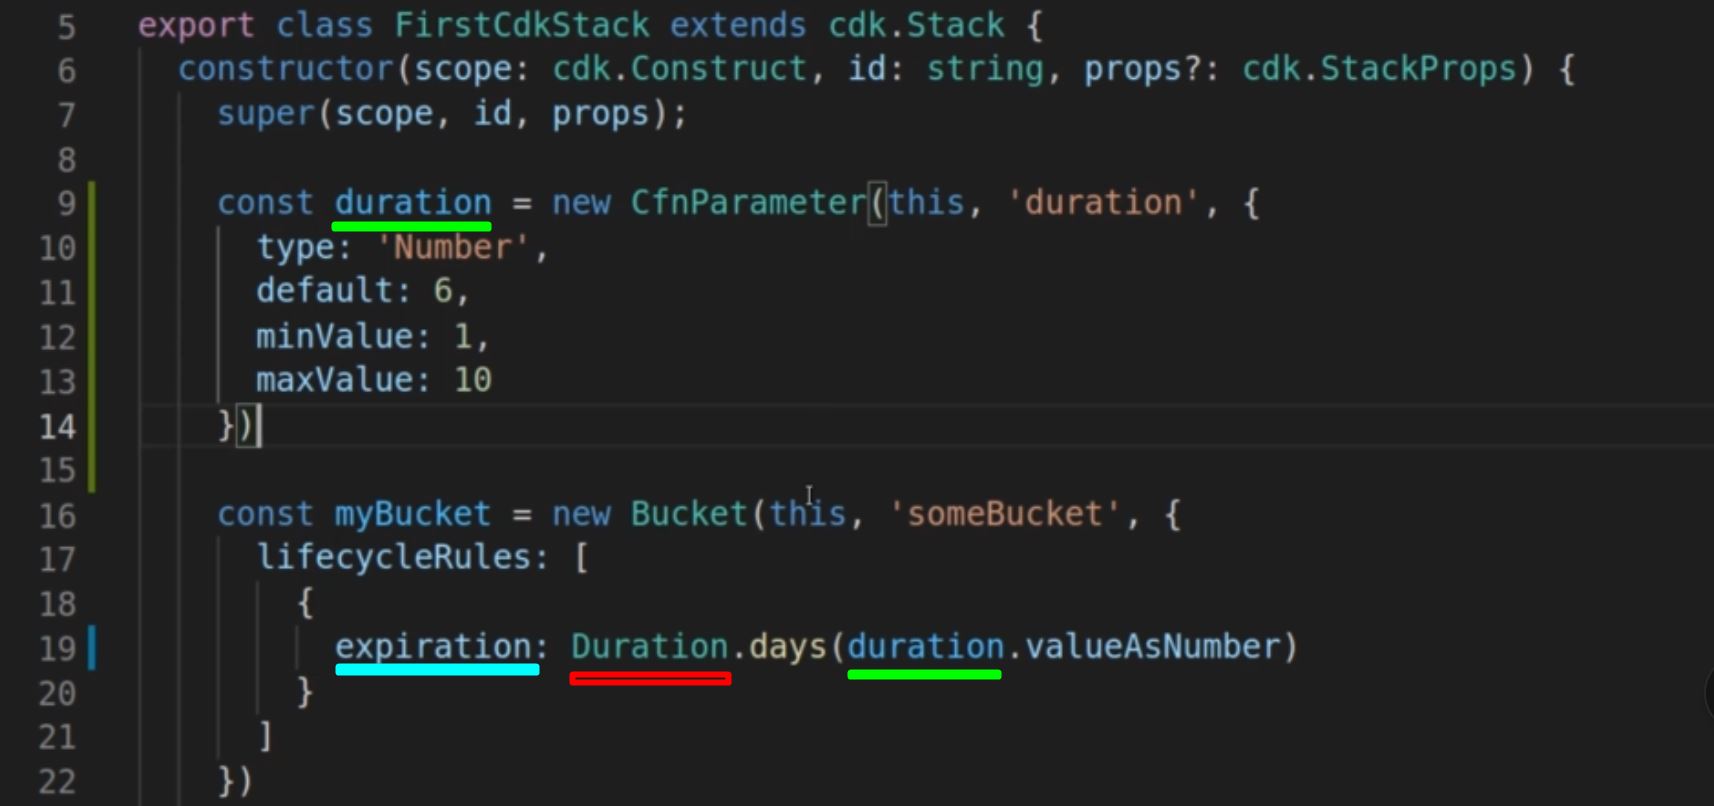 5 export class FirstCdkStack extends cdk.Stack {
6 constructor(scope: cdk.Construct, id: string, props?: cdk.StackProps) {
7 super(scope, id, props);
8
9 const duration = new CfnParameter(this, 'duration', {
10 type: 'Number',
11 default: 6,
12 minValue: 1,
13 maxValue: 10
14 })
15
16 const myBucket = new Bucket(this, 'someBucket', {
17 lifecycleRules: [
18 {
19 expiration: Duration.days(duration.valueAsNumber)
20 }
21 ]
22 })